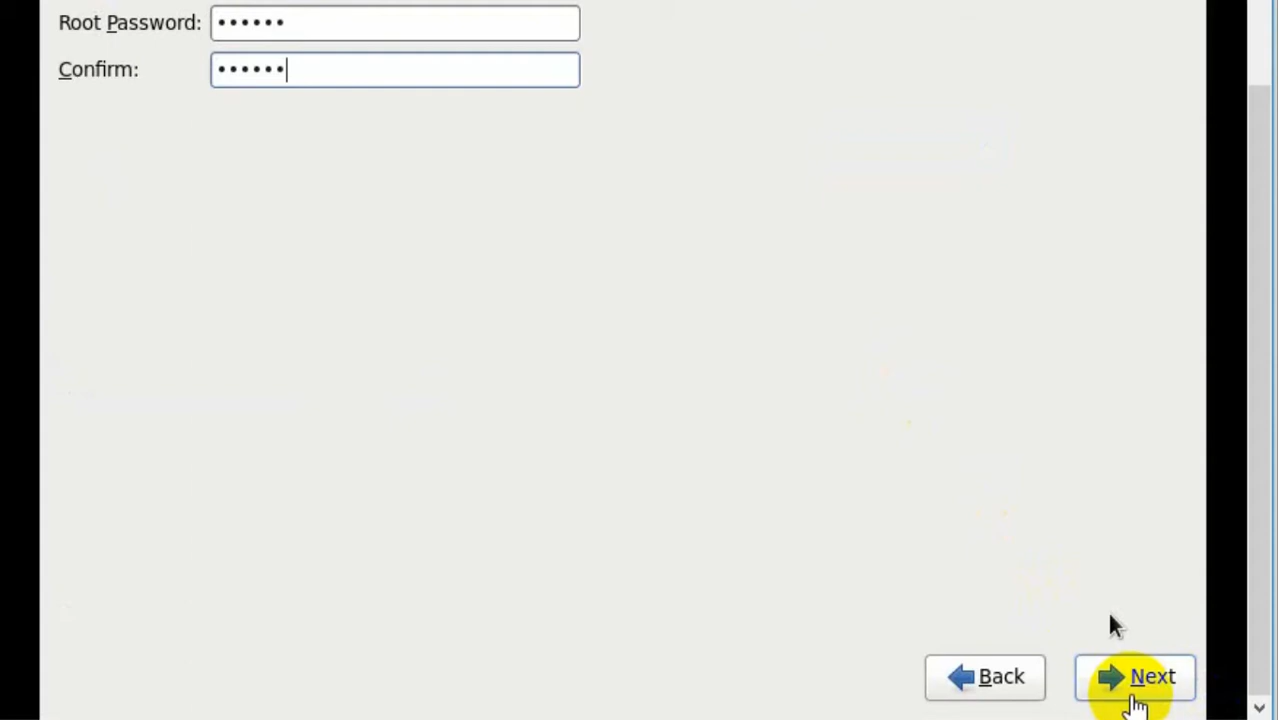 Root Password: ••••••
Confirm: ••••••
Back Next